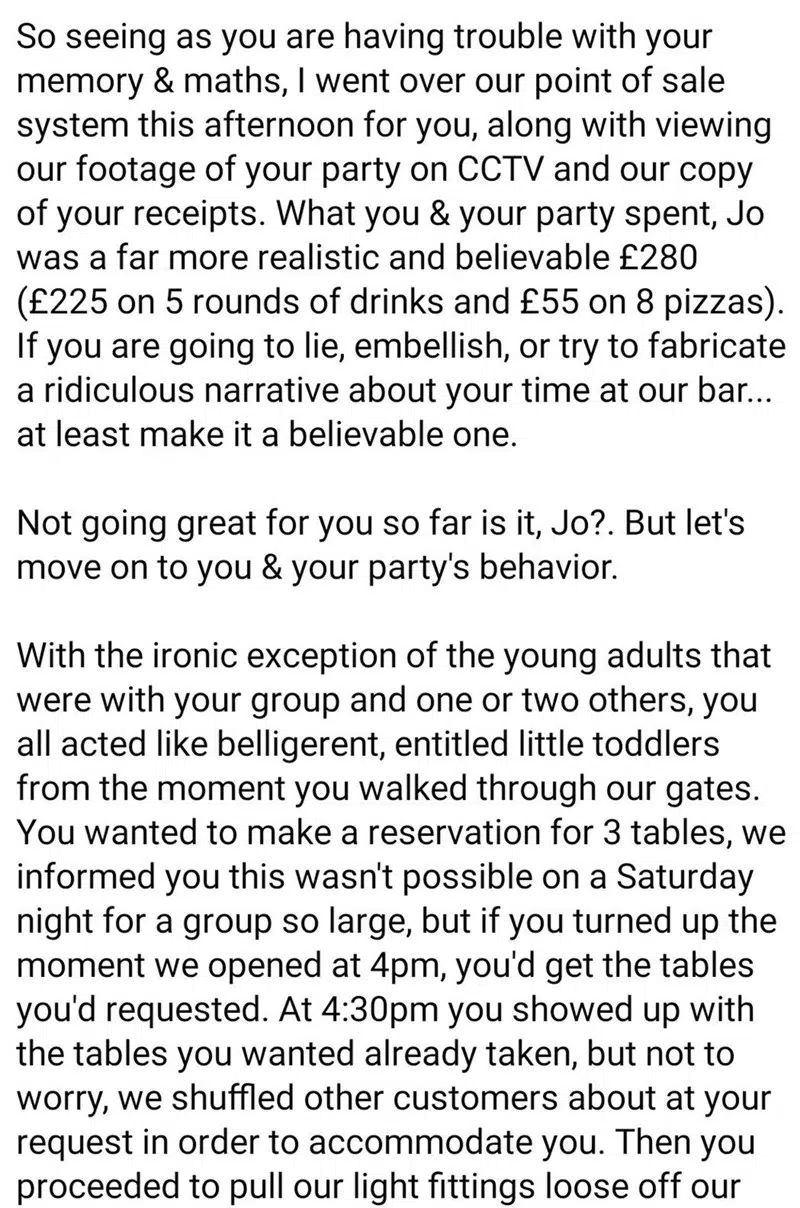 So seeing as you are having trouble with your
memory & maths, I went over our point of sale
system this afternoon for you, along with viewing
our footage of your party on CCTV and our copy
of your receipts. What you & your party spent, Jo
was a far more realistic and believable £280
(£225 on 5 rounds of drinks and £55 on 8 pizzas).
If you are going to lie, embellish, or try to fabricate
a ridiculous narrative about your time at our bar...
at least make it a believable one.

Not going great for you so far is it, Jo?. But let's
move on to you & your party's behavior.

With the ironic exception of the young adults that
were with your group and one or two others, you
all acted like belligerent, entitled little toddlers
from the moment you walked through our gates.
You wanted to make a reservation for 3 tables, we
informed you this wasn't possible on a Saturday
night for a group so large, but if you turned up the
moment we opened at 4pm, you'd get the tables
you'd requested. At 4:30pm you showed up with
the tables you wanted already taken, but not to
worry, we shuffled other customers about at your
request in order to accommodate you. Then you
proceeded to pull our light fittings loose off our